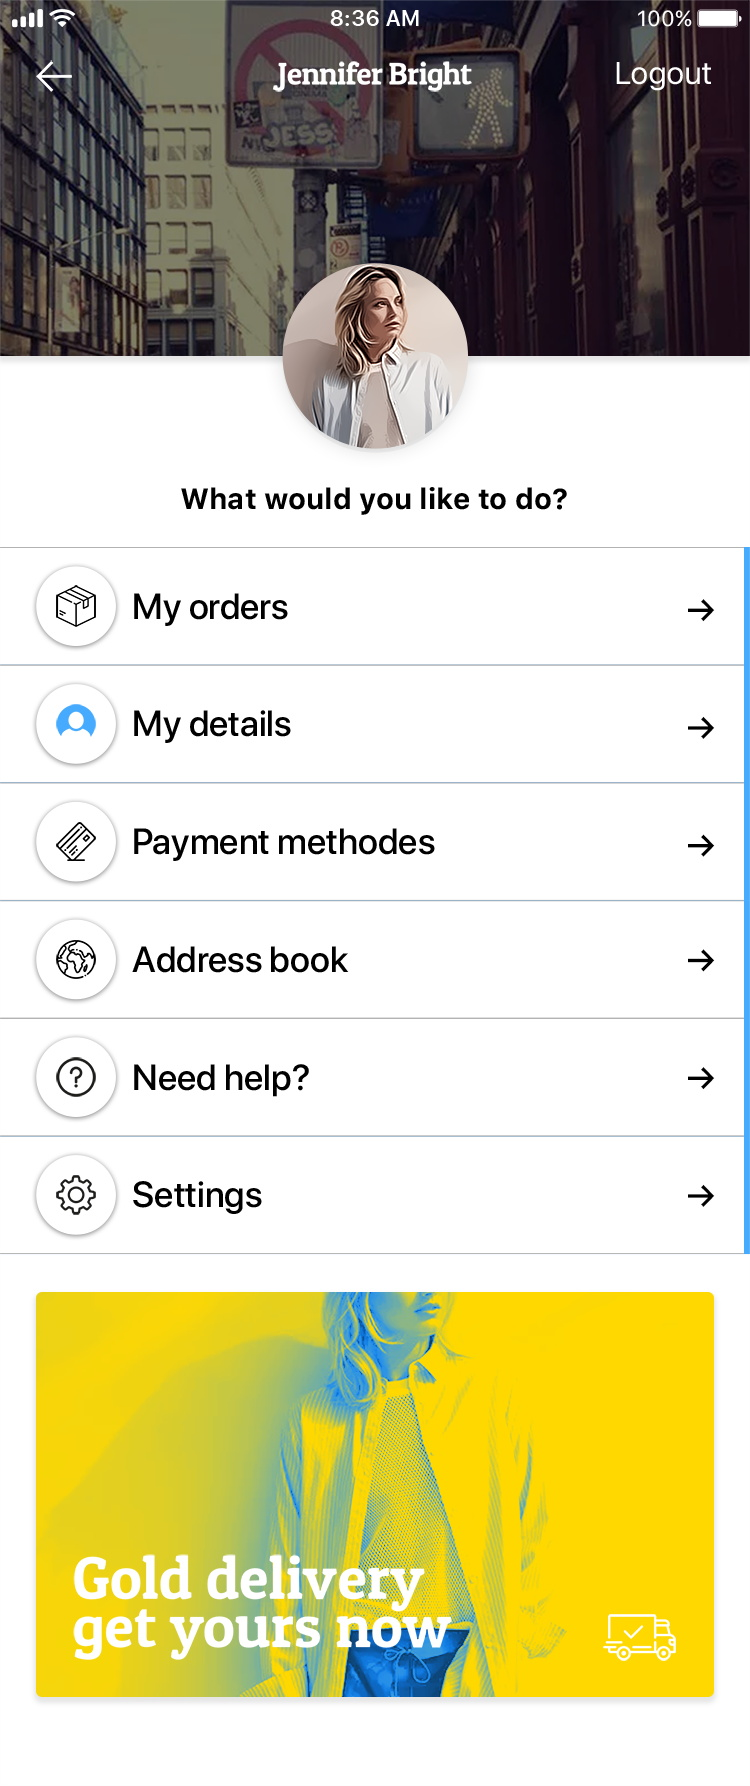 8:36 AM
100%
Jennifer Bright
Logout
JESS
What would you like to do?
My orders
My details
Payment methodes
Address book
Need help?
Settings
Gold delivery
get yours now